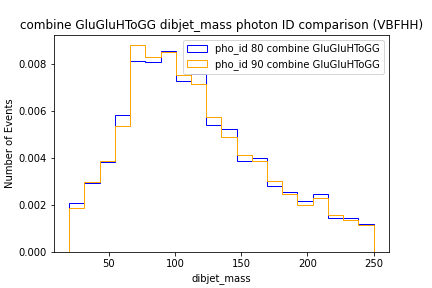 combine GluGluHToGG dibjet_mass photon ID comparison (VBFHH)
pho_id 80 combine GluGluHToGG
pho_id 90 combine GluGluHToGG
Number of Events
0.008
0.006
0.004
0.002
0.000
50
100
150
200
250
dibjet_mass